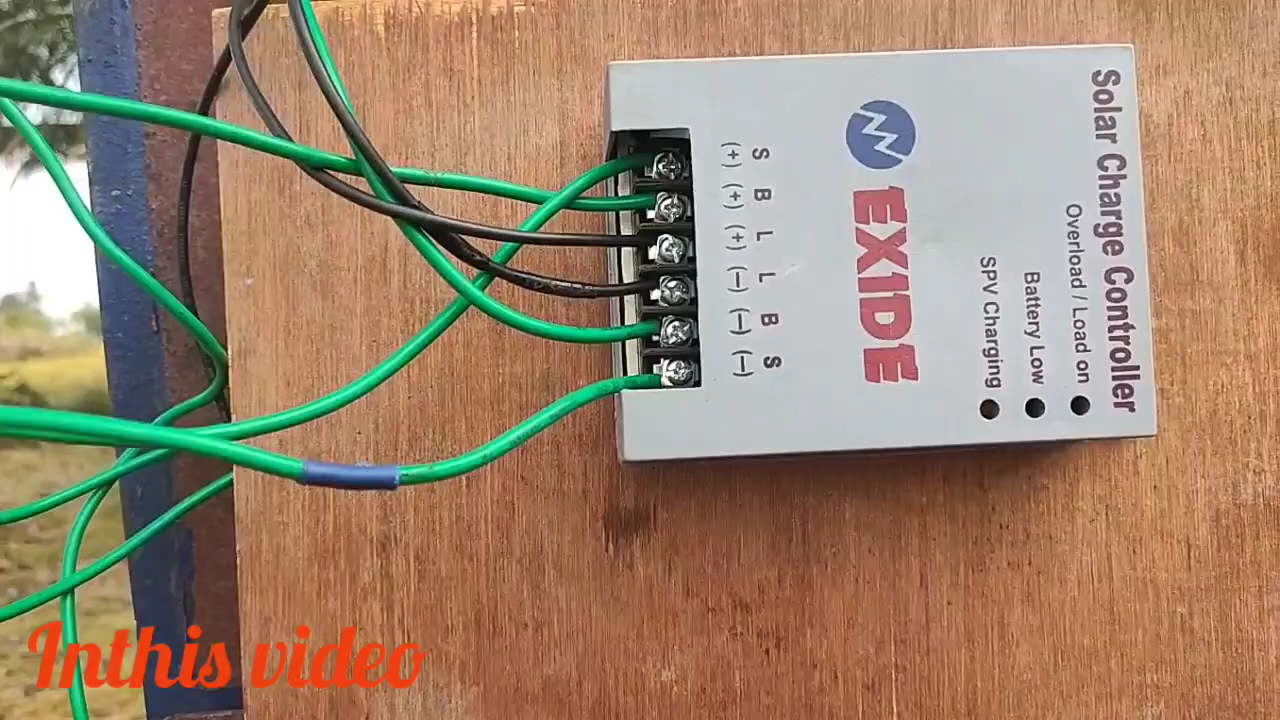 Solar Charge Controller
Overload / Load on
Battery Low
SPV Charging
EXIDE
S B L L B S
(+) (+) (+) (−) (−) (−)
Inthis video